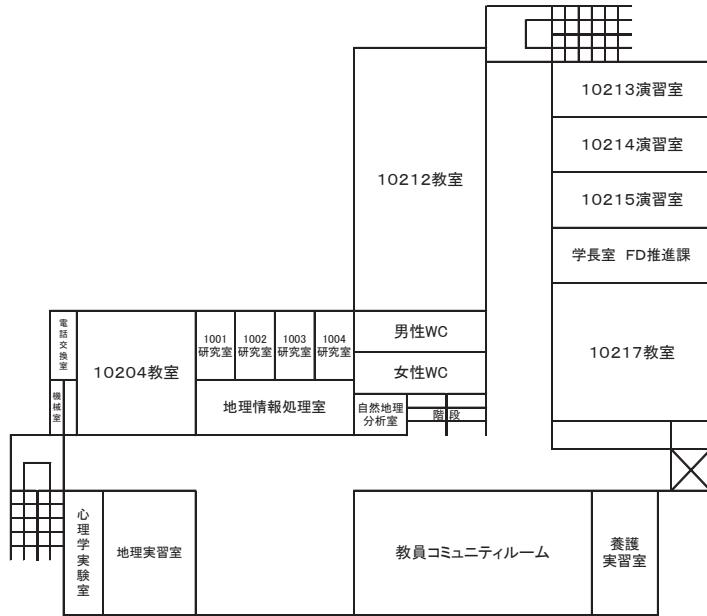 10213演習室
10214演習室
10212教室
10215演習室
学長室 FD推進課
電話交換室
1001
研究室
1002
研究室
1003
研究室
1004
研究室
男性WC
10204教室
女性WC
10217教室
機械室
地理情報処理室
自然地理
分析室
階段
心理学実験室
地理実習室
教員コミュニティルーム
養護
実習室